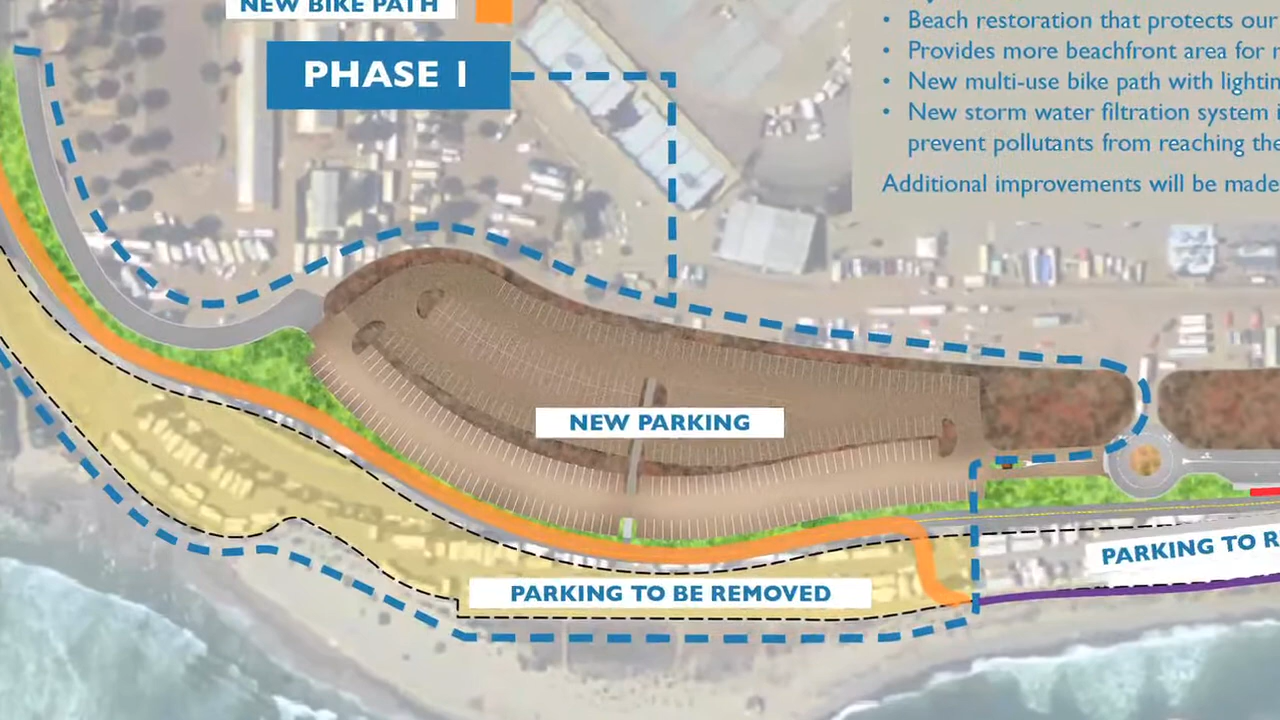 NEW BIKE PATH
PHASE 1
• Beach restoration that protects our
• Provides more beachfront area for
• New multi-use bike path with lightin
• New storm water filtration system
prevent pollutants from reaching the
Additional improvements will be made
NEW PARKING
PARKING TO BE REMOVED
PARKING TO R